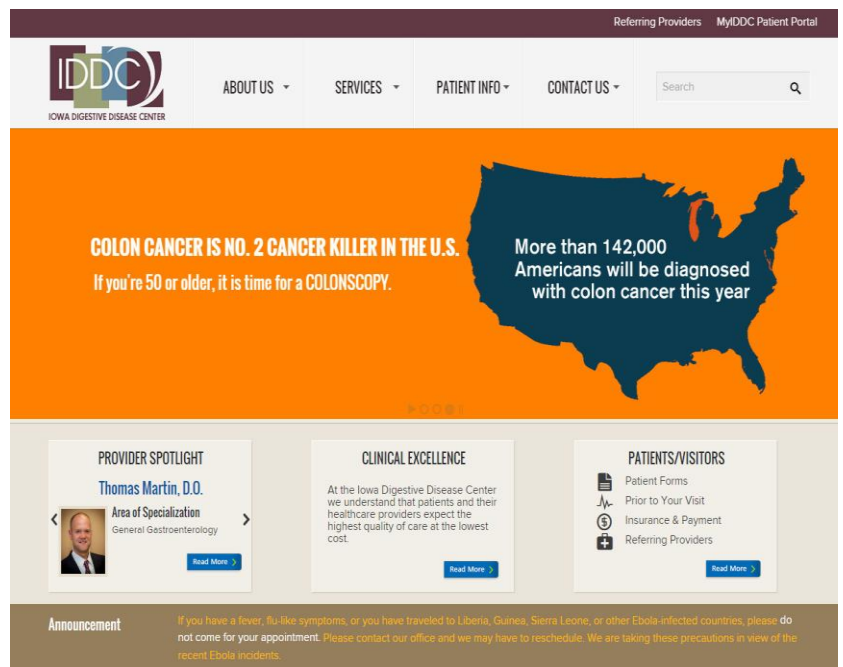 Referring Providers MyIDDC Patient Portal
IDDC
IOWA DIGESTIVE DISEASE CENTER
ABOUT US
SERVICES
PATIENT INFO
CONTACT US
Search
COLON CANCER IS NO. 2 CANCER KILLER IN THE U.S.
If you're 50 or older, it is time for a COLONSCOPY.
More than 142,000
Americans will be diagnosed
with colon cancer this year
PROVIDER SPOTLIGHT
Thomas Martin, D.O.
Area of Specialization
General Gastroenterology
Read More
CLINICAL EXCELLENCE
At the Iowa Digestive Disease Center
we understand that patients and their
healthcare providers expect the
highest quality of care at the lowest
cost.
Read More
PATIENTS/VISITORS
Patient Forms
Prior to Your Visit
Insurance & Payment
Referring Providers
Read More
Announcement
If you have a fever, flu-like symptoms, or you have traveled to Liberia, Guinea, Sierra Leone, or other Ebola-infected countries, please do
not come for your appointment. Please contact our office and we may have to reschedule. We are taking these precautions in view of the
recent Ebola incidents.